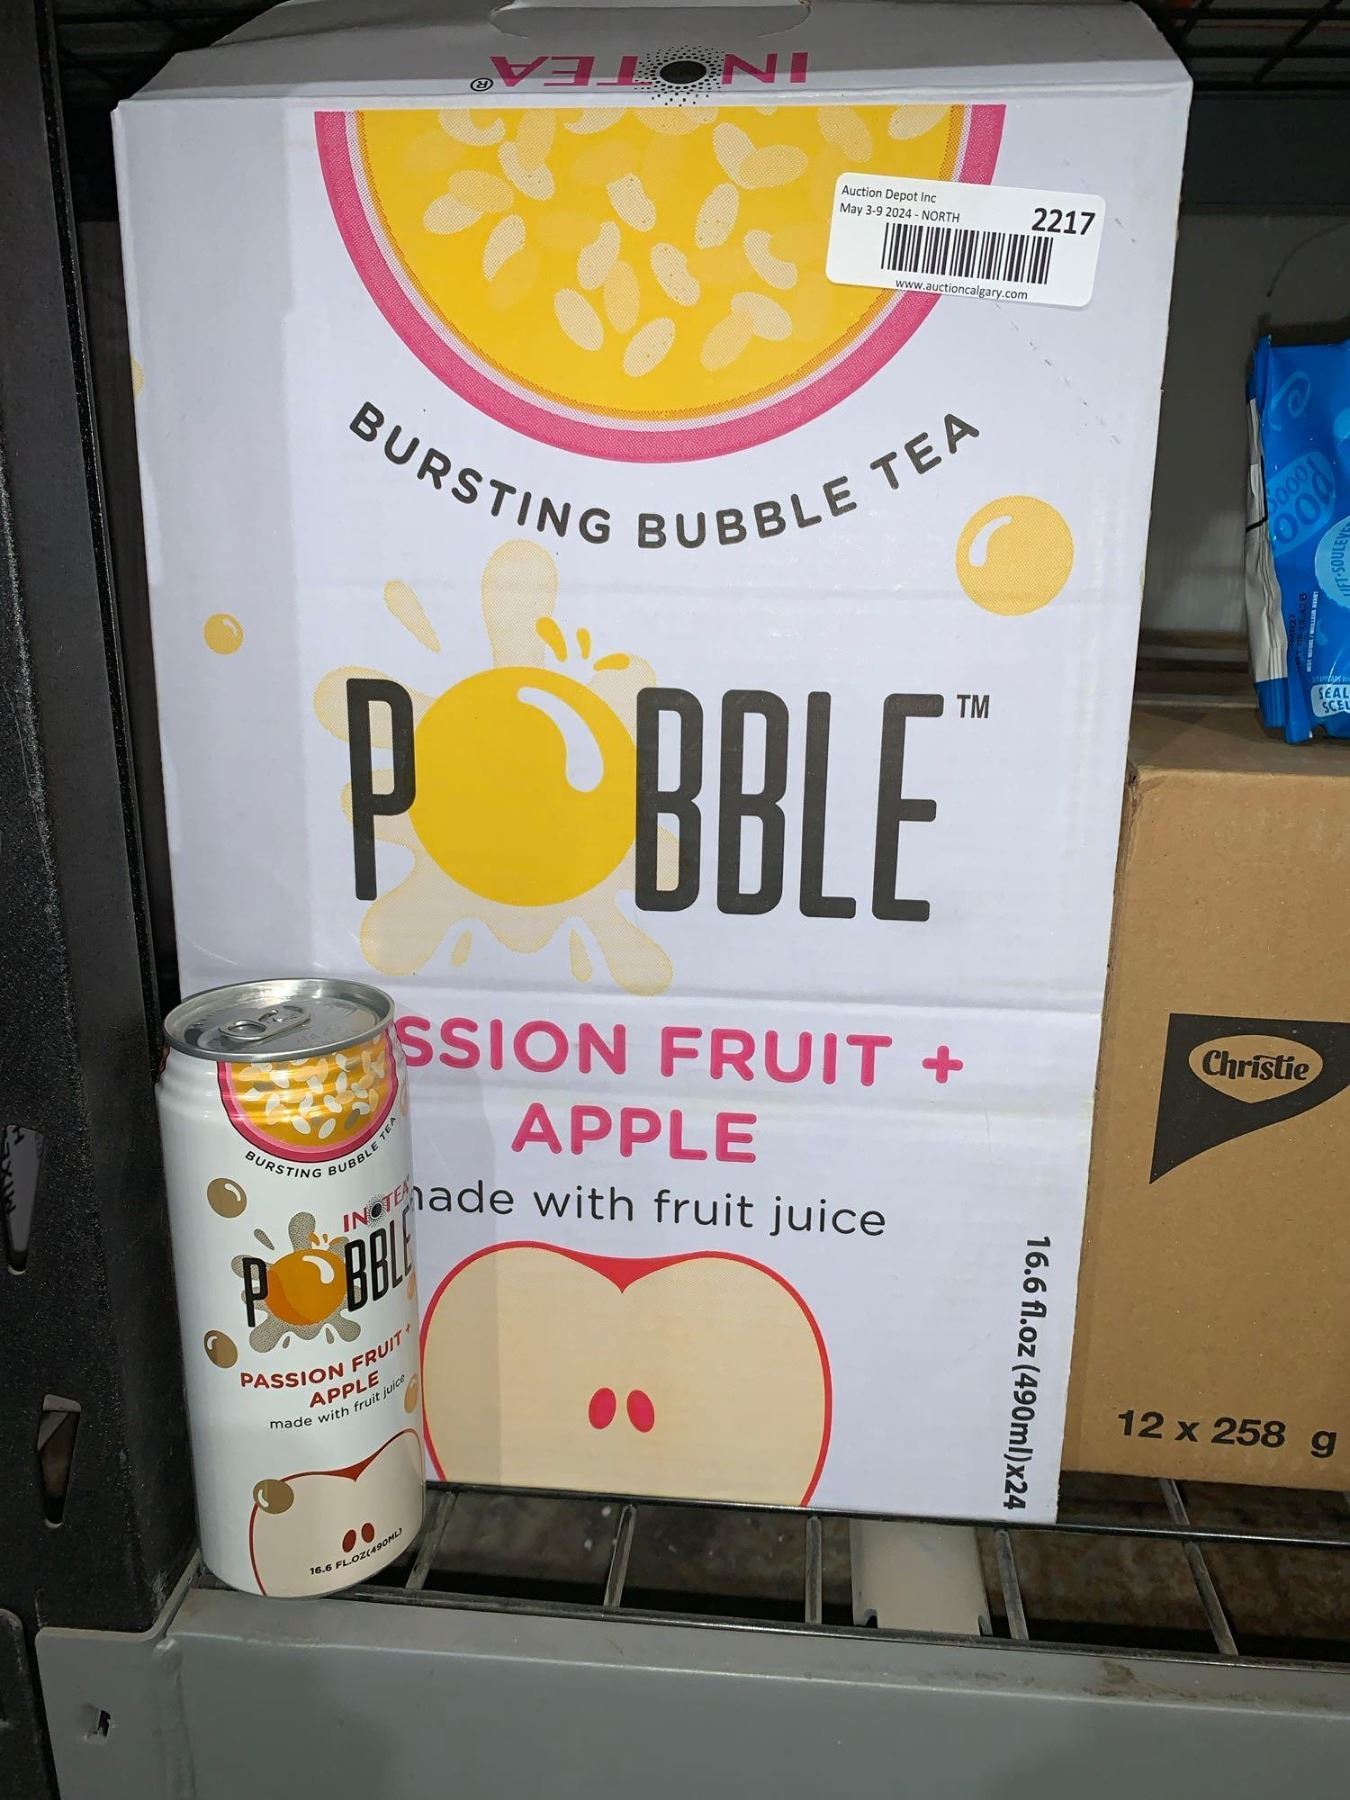 INOTEA®
Auction Depot Inc
May 3-9 2024 - NORTH
2217
www.auctioncalgary.com
BURSTING BUBBLE TEA
POBBLE™
SSION FRUIT +
APPLE
made with fruit juice
16.6 fl.oz (490ml)x24
BURSTING BUBBLE TEA
INOTEA
POBBLE
PASSION FRUIT +
APPLE
made with fruit juice
16.6 FL.OZ(490ML)
Christie
12 x 258 g
SEAL